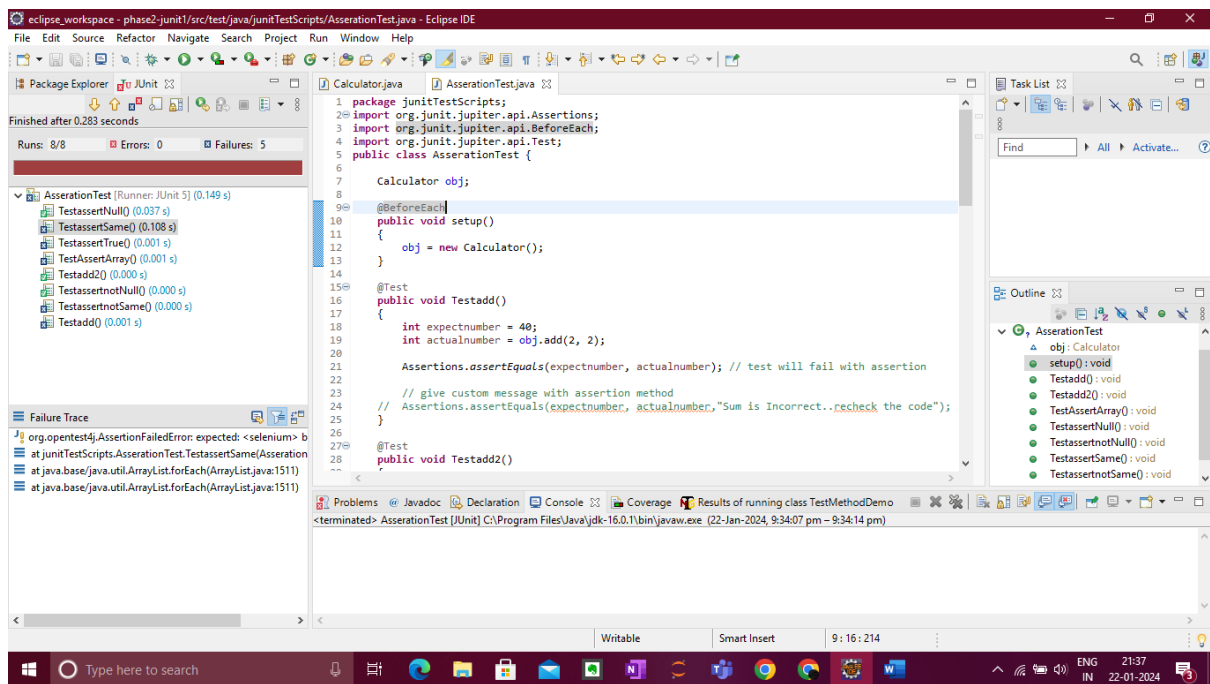 eclipse_workspace - phase2-junit1/src/test/java/junitTestScripts/AsserationTest.java - Eclipse IDE
File Edit Source Refactor Navigate Search Project Run Window Help
Package Explorer JUnit
Finished after 0.283 seconds
Runs: 8/8 Errors: 0 Failures: 5
AsserationTest [Runner: JUnit 5] (0.149 s)
TestassertNull() (0.037 s)
TestassertSame() (0.108 s)
TestassertTrue() (0.001 s)
TestAssertArray() (0.001 s)
Testadd2() (0.000 s)
TestassertnotNull() (0.000 s)
TestassertnotSame() (0.000 s)
Testadd() (0.001 s)
Failure Trace
org.opentest4j.AssertionFailedError: expected: <selenium> b
at junitTestScripts.AsserationTest.TestassertSame(Asseration
at java.base/java.util.ArrayList.forEach(ArrayList.java:1511)
at java.base/java.util.ArrayList.forEach(ArrayList.java:1511)
Calculator.java AsserationTest.java
1 package junitTestScripts;
2 import org.junit.jupiter.api.Assertions;
3 import org.junit.jupiter.api.BeforeEach;
4 import org.junit.jupiter.api.Test;
5 public class AsserationTest {
6
7 Calculator obj;
8
9 @BeforeEach
10 public void setup()
11 {
12 obj = new Calculator();
13 }
14
15 @Test
16 public void Testadd()
17 {
18 int expectnumber = 40;
19 int actualnumber = obj.add(2, 2);
20
21 Assertions.assertEquals(expectnumber, actualnumber); // test will fail with assertion
22
23 // give custom message with assertion method
24 // Assertions.assertEquals(expectnumber, actualnumber,"Sum is Incorrect..recheck the code");
25 }
26
27 @Test
28 public void Testadd2()
Task List
Find All Activate...
Outline
AsserationTest
obj : Calculator
setup() : void
Testadd() : void
Testadd2() : void
TestAssertArray() : void
TestassertNull() : void
TestassertnotNull() : void
TestassertSame() : void
TestassertnotSame() : void
Problems Javadoc Declaration Console Coverage Results of running class TestMethodDemo
<terminated> AsserationTest [JUnit] C:\Program Files\Java\jdk-16.0.1\bin\javaw.exe (22-Jan-2024, 9:34:07 pm – 9:34:14 pm)
Writable Smart Insert 9 : 16 : 214
Type here to search
ENG 21:37
IN 22-01-2024
3